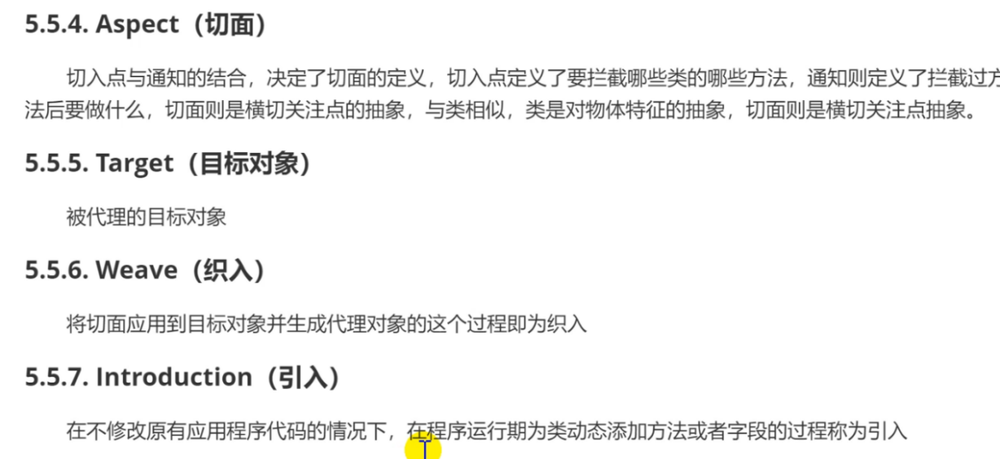 5.5.4. Aspect（切面）
切入点与通知的结合，决定了切面的定义，切入点定义了要拦截哪些类的哪些方法，通知则定义了拦截过方
法后要做什么，切面则是横切关注点的抽象，与类相似，类是对物体特征的抽象，切面则是横切关注点抽象。
5.5.5. Target（目标对象）
被代理的目标对象
5.5.6. Weave（织入）
将切面应用到目标对象并生成代理对象的这个过程即为织入
5.5.7. Introduction（引入）
在不修改原有应用程序代码的情况下，在程序运行期为类动态添加方法或者字段的过程称为引入